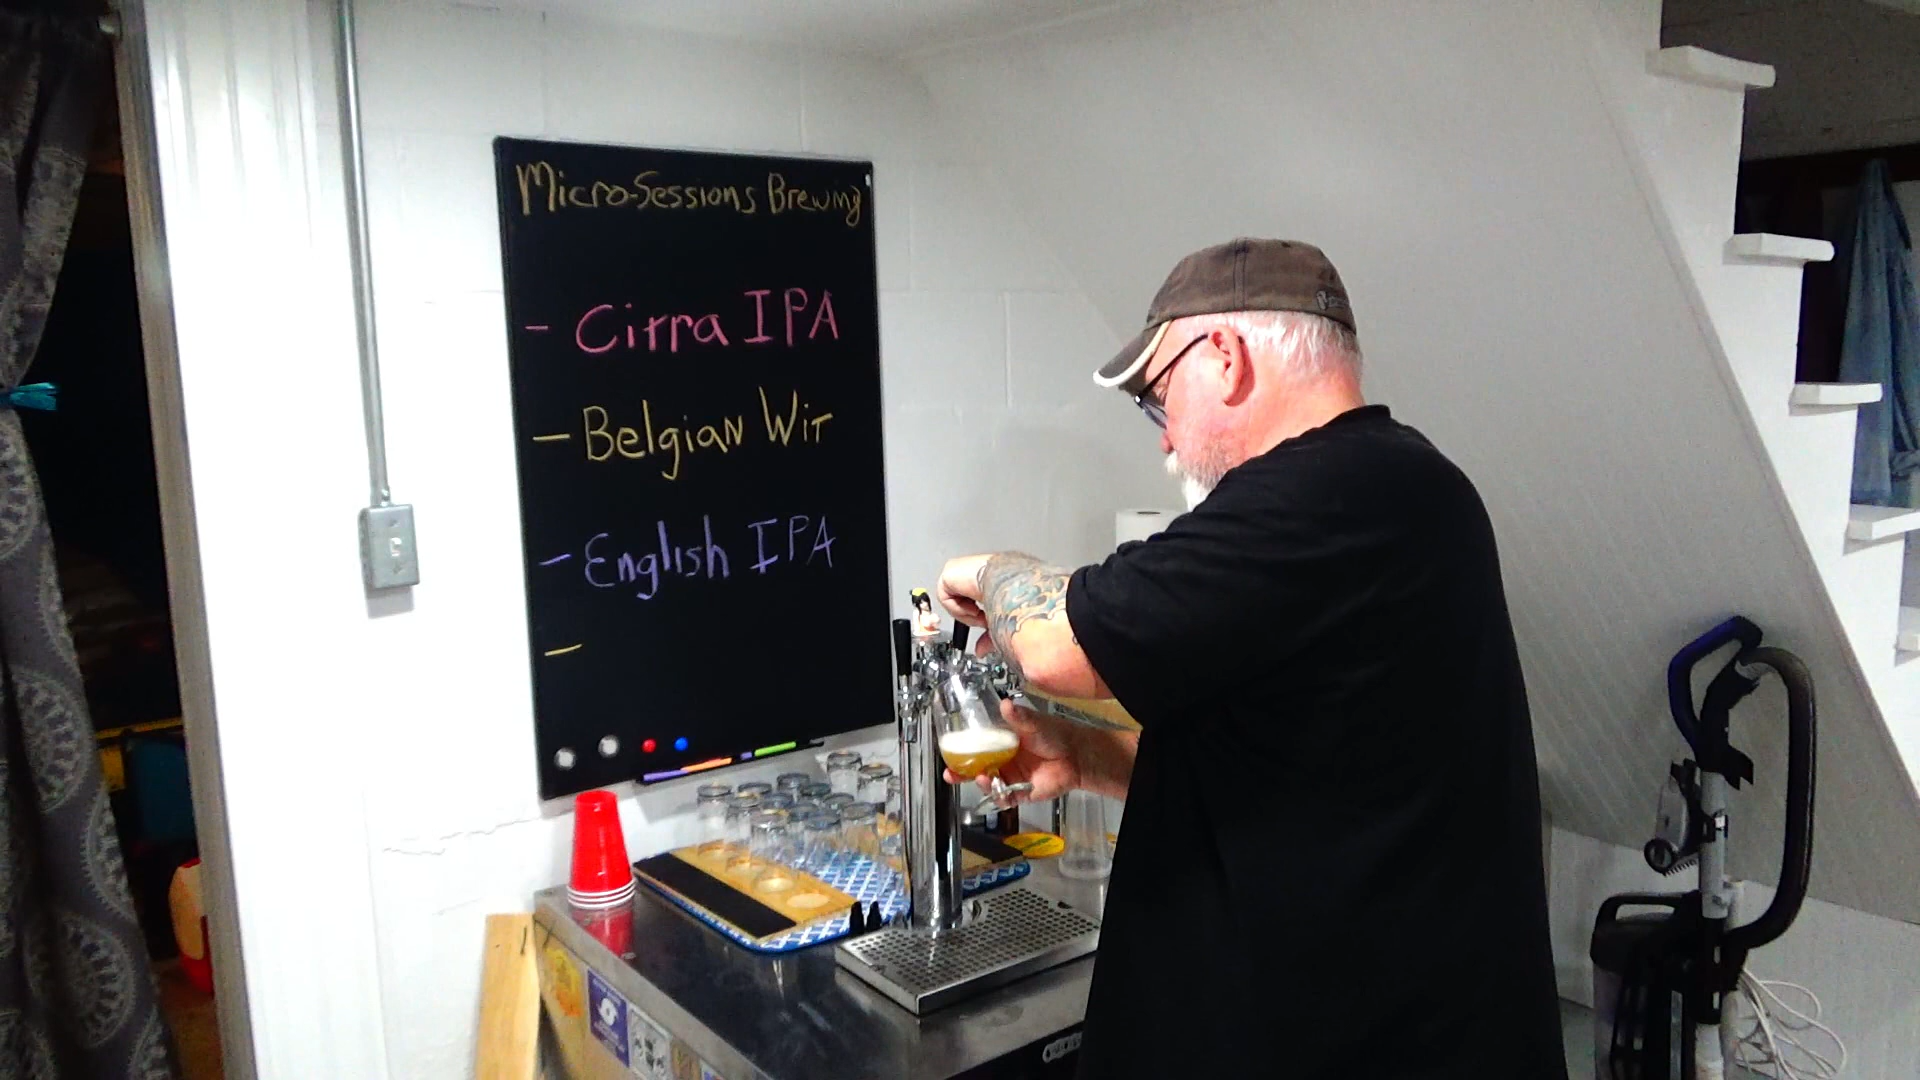 Micro-Sessions Brewing
- Citra IPA
- Belgian Wit
- English IPA
-